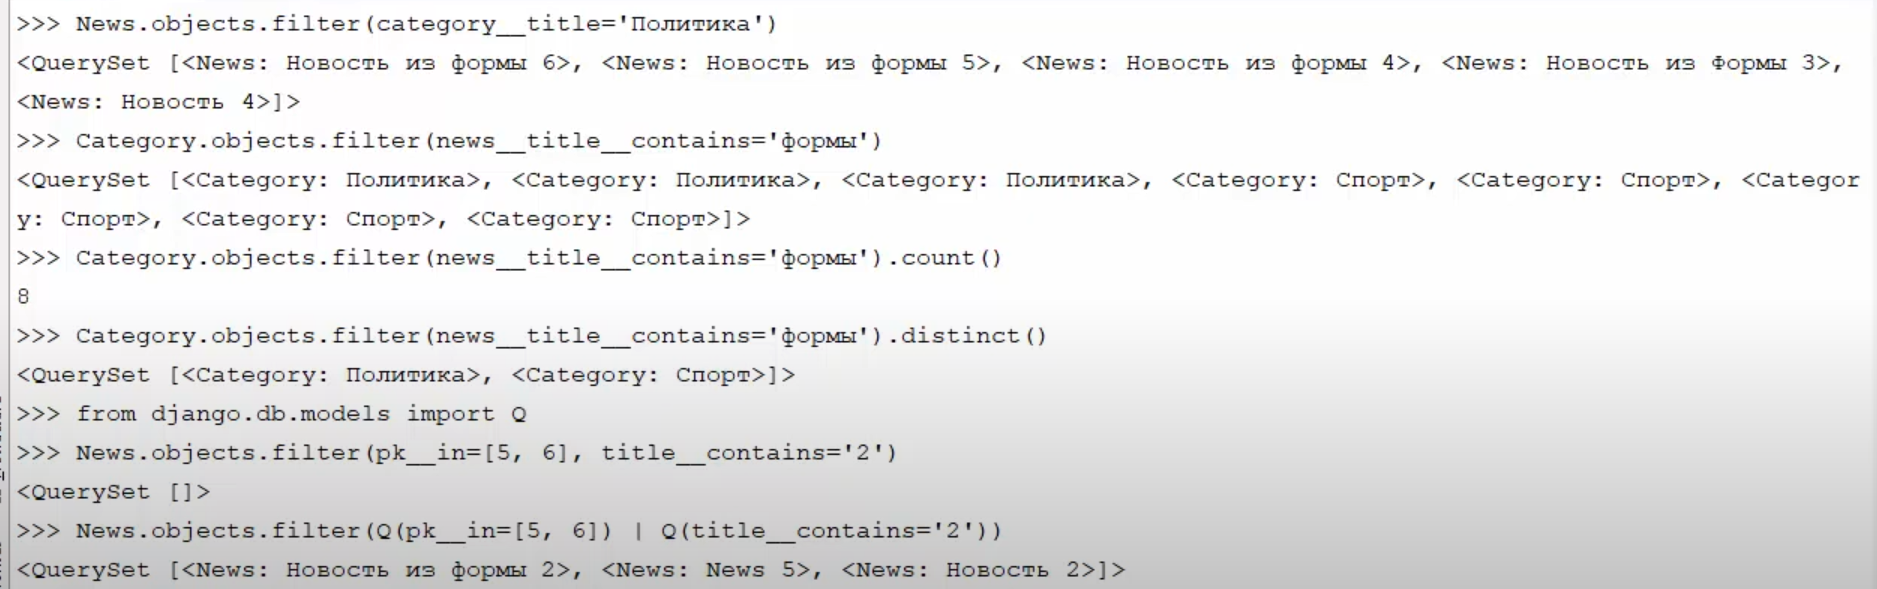 >>> News.objects.filter(category__title='Политика')
<QuerySet [<News: Новость из формы 6>, <News: Новость из формы 5>, <News: Новость из формы 4>, <News: Новость из Формы 3>,
<News: Новость 4>]>
>>> Category.objects.filter(news__title__contains='формы')
<QuerySet [<Category: Политика>, <Category: Политика>, <Category: Политика>, <Category: Спорт>, <Category: Спорт>, <Categor
y: Спорт>, <Category: Спорт>, <Category: Спорт>]>
>>> Category.objects.filter(news__title__contains='формы').count()
8
>>> Category.objects.filter(news__title__contains='формы').distinct()
<QuerySet [<Category: Политика>, <Category: Спорт>]>
>>> from django.db.models import Q
>>> News.objects.filter(pk__in=[5, 6], title__contains='2')
<QuerySet []>
>>> News.objects.filter(Q(pk__in=[5, 6]) | Q(title__contains='2'))
<QuerySet [<News: Новость из формы 2>, <News: News 5>, <News: Новость 2>]>